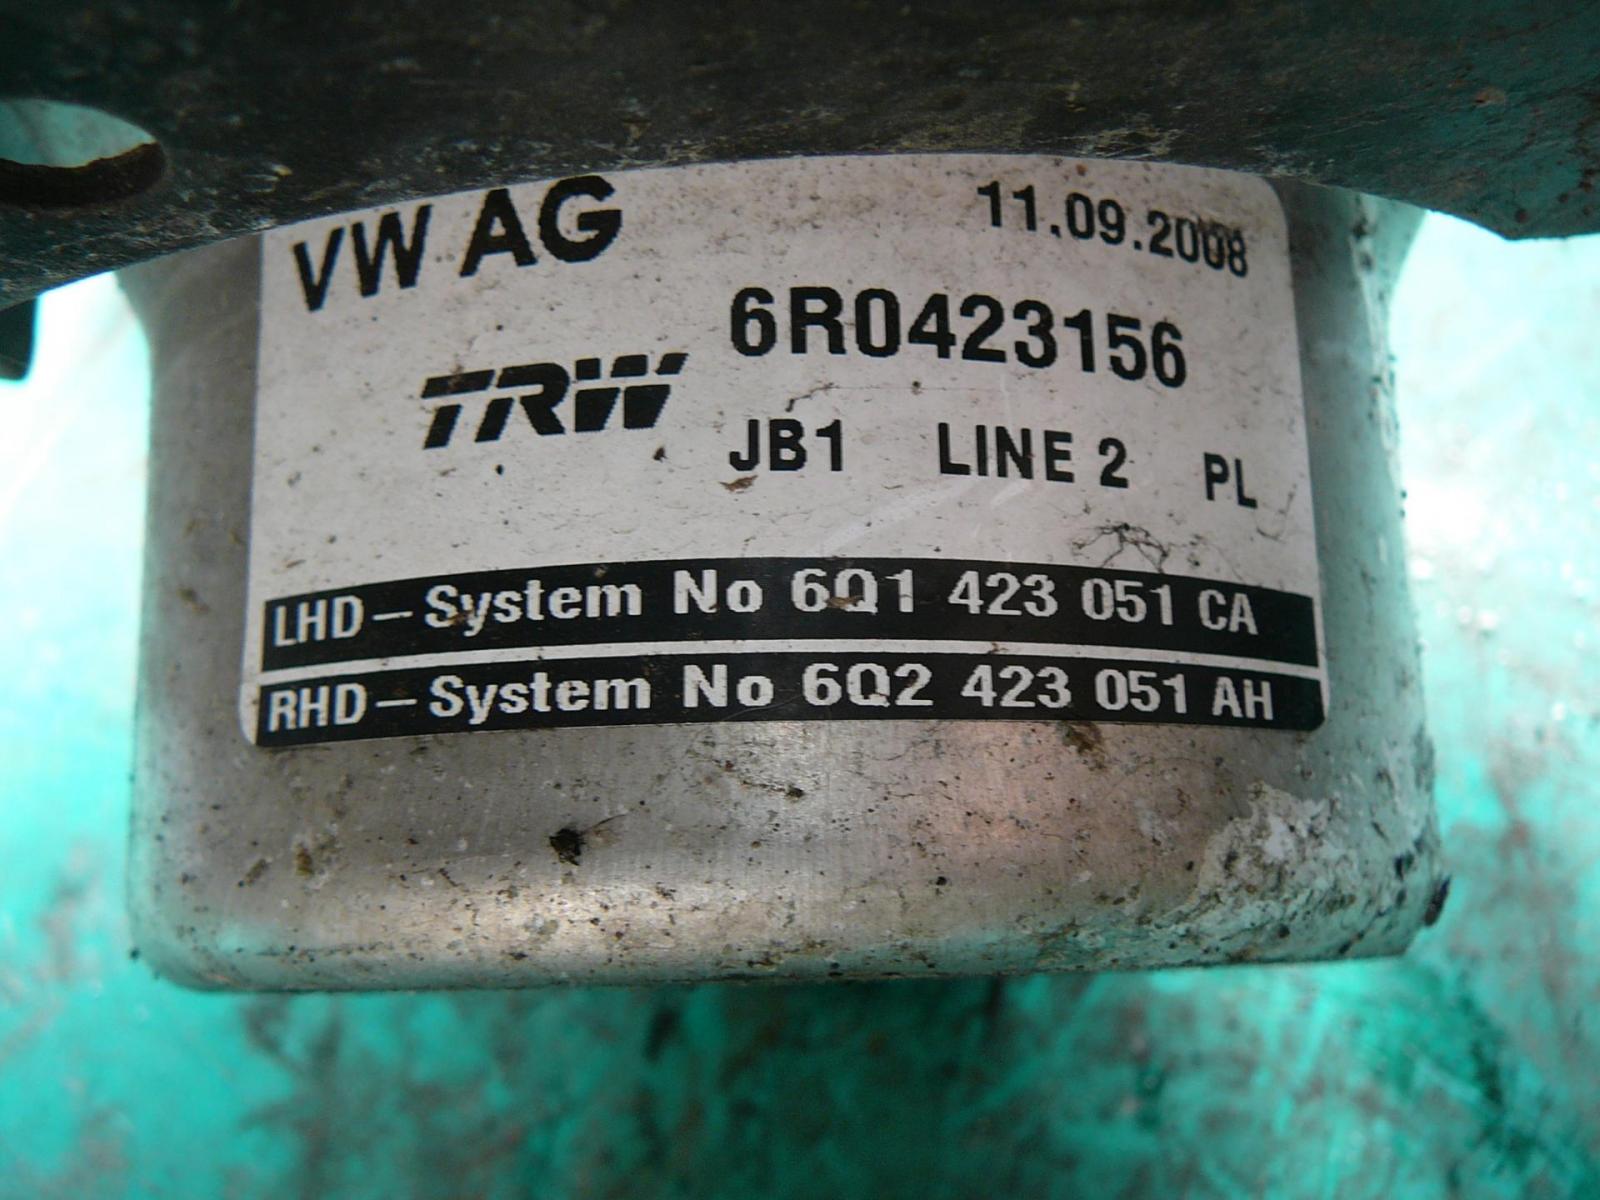 VW AG 11.09.2008
6R0423156
TRW
JB1 LINE 2 PL
LHD - System No 6Q1 423 051 CA
RHD - System No 6Q2 423 051 AH